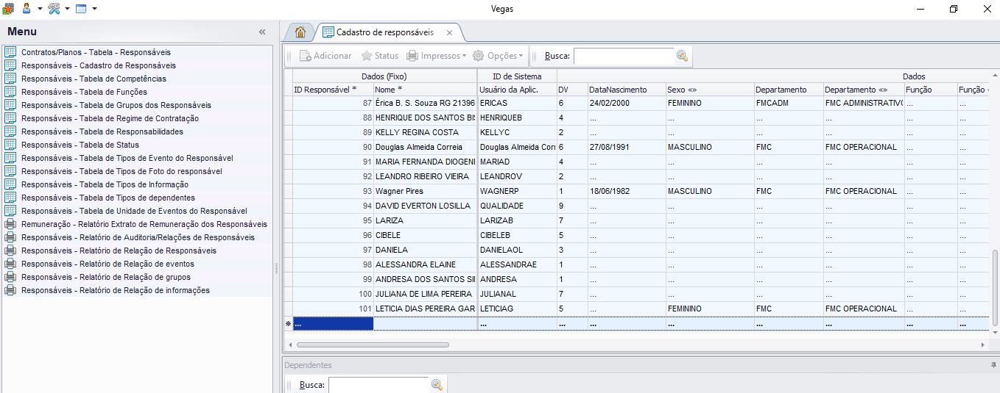 Vegas
Menu
«
Contratos/Planos - Tabela - Responsáveis
Responsáveis - Cadastro de Responsáveis
Responsáveis - Tabela de Competências
Responsáveis - Tabela de Funções
Responsáveis - Tabela de Grupos dos Responsáveis
Responsáveis - Tabela de Regime de Contratação
Responsáveis - Tabela de Responsabilidades
Responsáveis - Tabela de Status
Responsáveis - Tabela de Tipos de Evento do Responsável
Responsáveis - Tabela de Tipos de Foto do responsável
Responsáveis - Tabela de Tipos de Informação
Responsáveis - Tabela de Tipos de dependentes
Responsáveis - Tabela de Unidade de Eventos do Responsável
Remuneração - Relatório Extrato de Remuneração dos Responsáveis
Responsáveis - Relatório de Auditoria/Relações de Responsáveis
Responsáveis - Relatório de Relação de Responsáveis
Responsáveis - Relatório de Relação de eventos
Responsáveis - Relatório de Relação de grupos
Responsáveis - Relatório de Relação de informações
Cadastro de responsáveis
Adicionar Status Impressos Opções Busca:
Dados (Fixo) ID de Sistema Dados
ID Responsável * Nome * Usuário da Aplic. DV DataNascimento Sexo «» Departamento Departamento «» Função Função «
87 Érica B. S. Souza RG 21396 ERICAS 6 24/02/2000 FEMININO FMCADM FMC ADMINISTRATIVO ... ...
88 HENRIQUE DOS SANTOS BIS HENRIQUEB 4 ... ... ... ... ... ...
89 KELLY REGINA COSTA KELLYC 2 ... ... ... ... ... ...
90 Douglas Almeida Correia Douglas Almeida Corr 6 27/08/1991 MASCULINO FMC FMC OPERACIONAL ... ...
91 MARIA FERNANDA DIOGENE MARIAD 4 ... ... ... ... ... ...
92 LEANDRO RIBEIRO VIEIRA LEANDROV 2 ... ... ... ... ... ...
93 Wagner Pires WAGNERP 1 18/06/1982 MASCULINO FMC FMC OPERACIONAL ... ...
94 DAVID EVERTON LOSILLA QUALIDADE 9 ... ... ... ... ... ...
95 LARIZA LARIZAB 7 ... ... ... ... ... ...
96 CIBELE CIBELEB 5 ... ... ... ... ... ...
97 DANIELA DANIELAOL 3 ... ... ... ... ... ...
98 ALESSANDRA ELAINE ALESSANDRAE 1 ... ... ... ... ... ...
99 ANDRESA DOS SANTOS SII ANDRESA 1 ... ... ... ... ... ...
100 JULIANA DE LIMA PEREIRA JULIANAL 7 ... ... ... ... ... ...
101 LETICIA DIAS PEREIRA GAR LETICIAG 5 ... FEMININO FMC FMC OPERACIONAL ... ...
* ... ... ... ... ... ... ... ... ...
Dependentes
Busca: